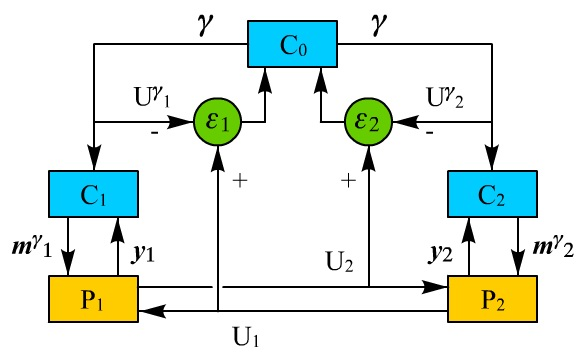 γ C₀ γ
Uᵞ₁ ε₁ ε₂ Uᵞ₂
- -
+ +
C₁ C₂
mᵞ₁ y₁ y₂ mᵞ₂
U₂
P₁ P₂
U₁